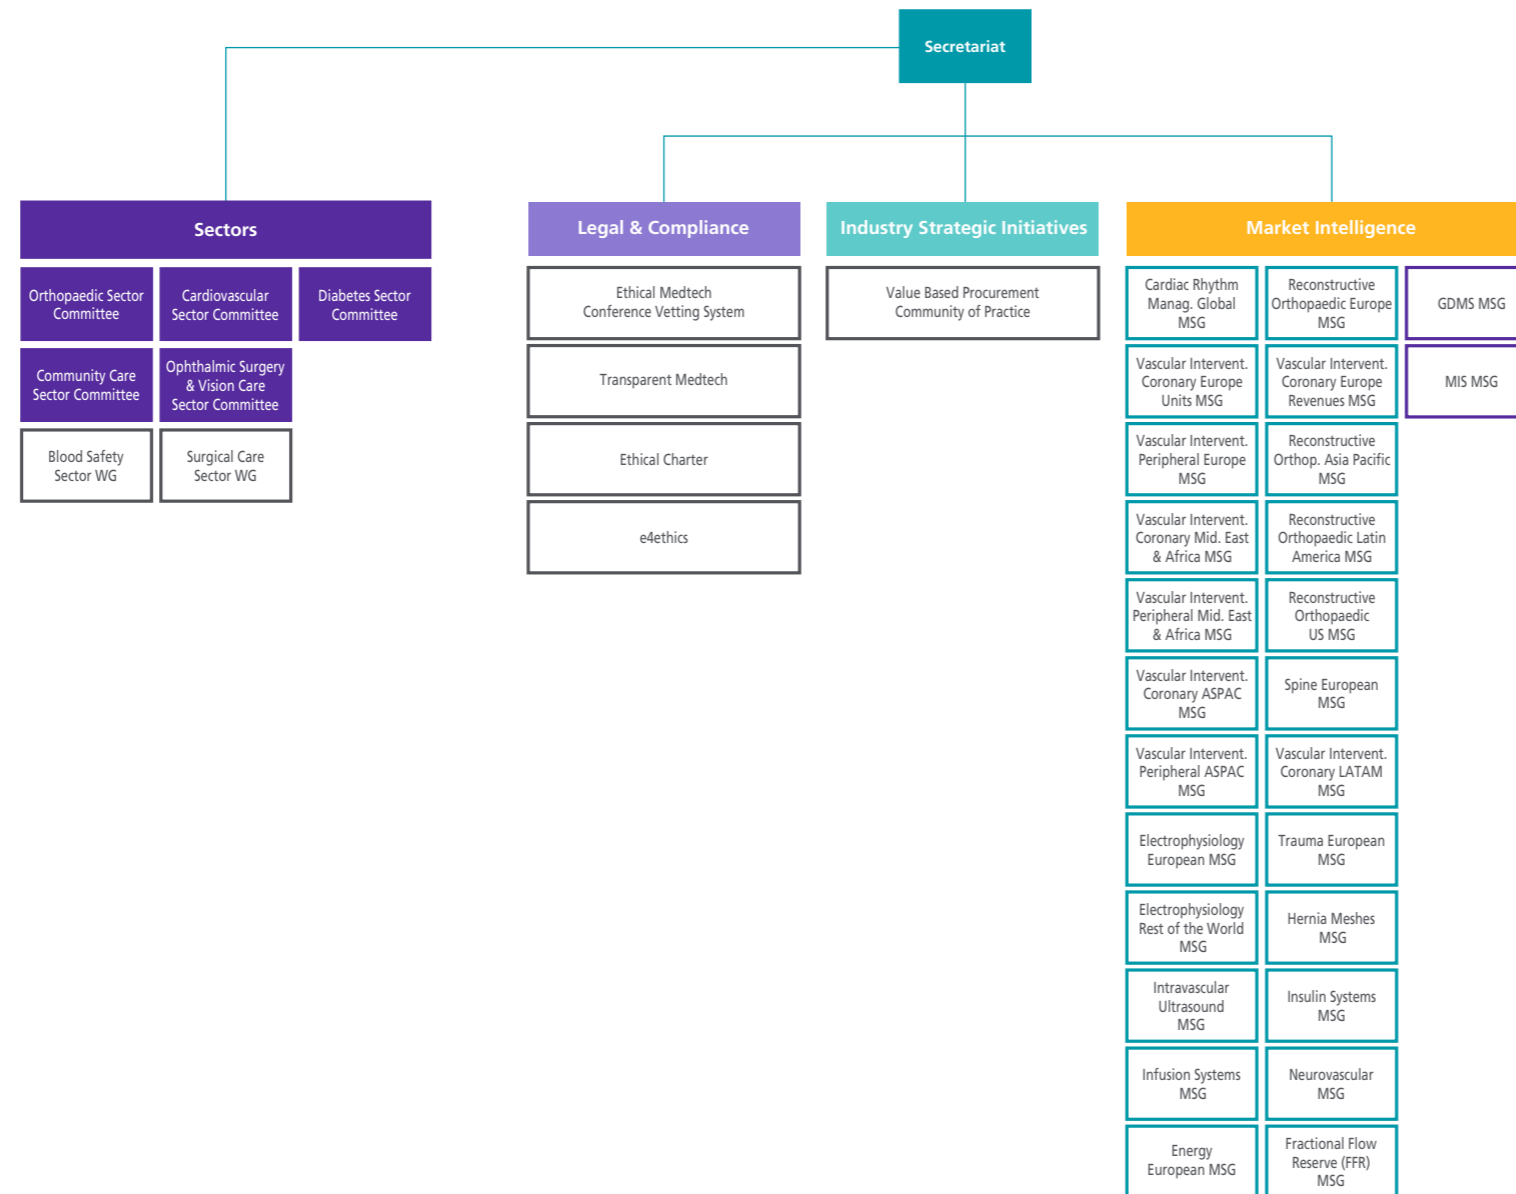 Secretariat
Sectors
Orthopaedic Sector
Committee
Cardiovascular
Sector Committee
Diabetes Sector
Committee
Community Care
Sector Committee
Ophthalmic Surgery
& Vision Care
Sector Committee
Blood Safety
Sector WG
Surgical Care
Sector WG
Legal & Compliance
Ethical Medtech
Conference Vetting System
Transparent Medtech
Ethical Charter
e4ethics
Industry Strategic Initiatives
Value Based Procurement
Community of Practice
Market Intelligence
Cardiac Rhythm
Manag. Global
MSG
Reconstructive
Orthopaedic Europe
MSG
GDMS MSG
Vascular Intervent.
Coronary Europe
Units MSG
Vascular Intervent.
Coronary Europe
Revenues MSG
MIS MSG
Vascular Intervent.
Peripheral Europe
MSG
Reconstructive
Orthop. Asia Pacific
MSG
Vascular Intervent.
Coronary Mid. East
& Africa MSG
Reconstructive
Orthopaedic Latin
America MSG
Vascular Intervent.
Peripheral Mid. East
& Africa MSG
Reconstructive
Orthopaedic
US MSG
Vascular Intervent.
Coronary ASPAC
MSG
Spine European
MSG
Vascular Intervent.
Peripheral ASPAC
MSG
Vascular Intervent.
Coronary LATAM
MSG
Electrophysiology
European MSG
Trauma European
MSG
Electrophysiology
Rest of the World
MSG
Hernia Meshes
MSG
Intravascular
Ultrasound
MSG
Insulin Systems
MSG
Infusion Systems
MSG
Neurovascular
MSG
Energy
European MSG
Fractional Flow
Reserve (FFR)
MSG